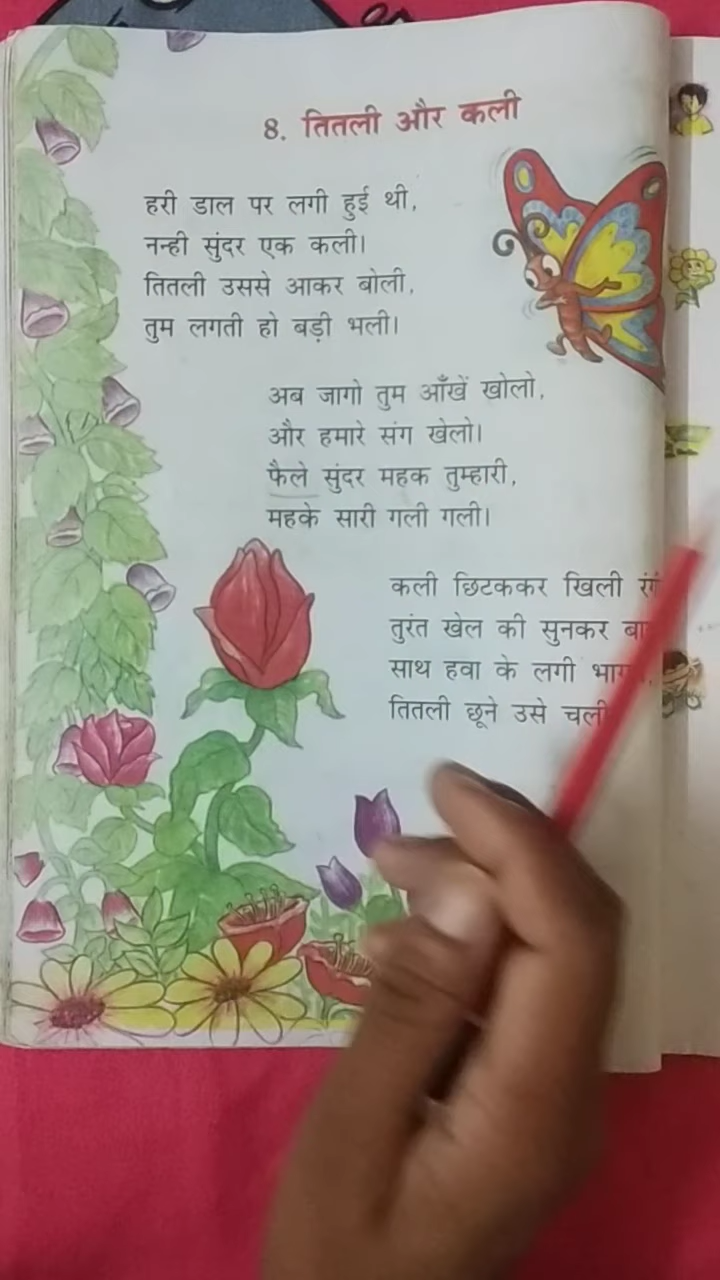 8. तितली और कली
हरी डाल पर लगी हुई थी,
नन्ही सुंदर एक कली।
तितली उससे आकर बोली,
तुम लगती हो बड़ी भली।
अब जागो तुम आँखें खोलो,
और हमारे संग खेलो।
फैले सुंदर महक तुम्हारी,
महके सारी गली गली।
कली छिटककर खिली
तुरंत खेल की सुनकर
साथ हवा के लगी
तितली छूने उसे चली